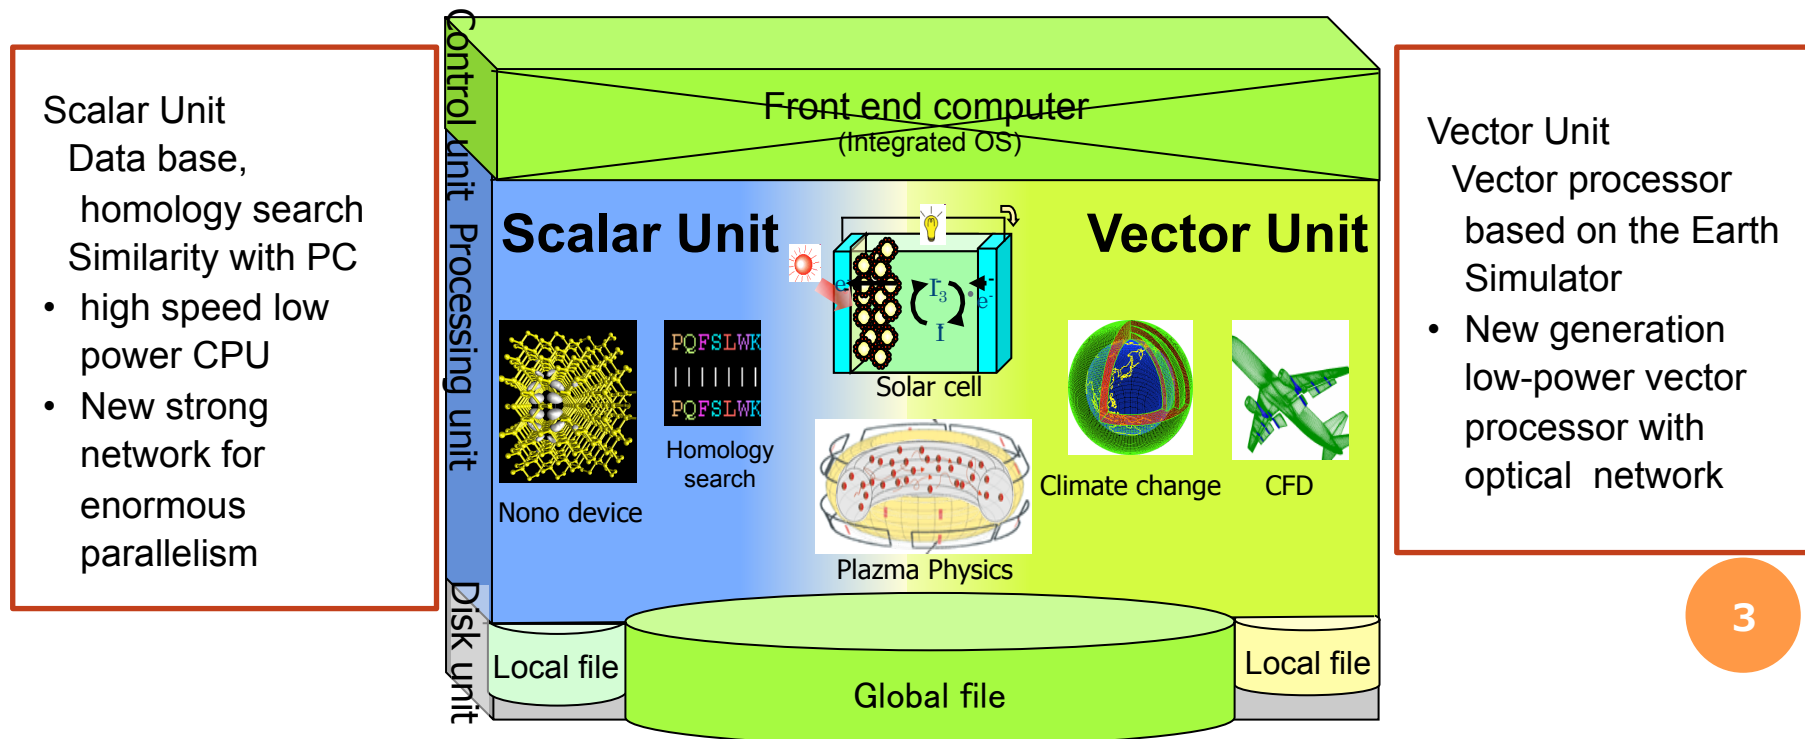 Scalar Unit
Data base,
homology search
Similarity with PC
• high speed low
power CPU
• New strong
network for
enormous
parallelism
Control unit
Processing unit
Disk unit
Front end computer
(Integrated OS)
Scalar Unit
Vector Unit
e-
I3-
I-
e-
Solar cell
PQFSLWK
| | | | | | |
PQFSLWK
Homology
search
Nono device
Plazma Physics
Climate change
CFD
Local file
Global file
Local file
Vector Unit
Vector processor
based on the Earth
Simulator
• New generation
low-power vector
processor with
optical network
3